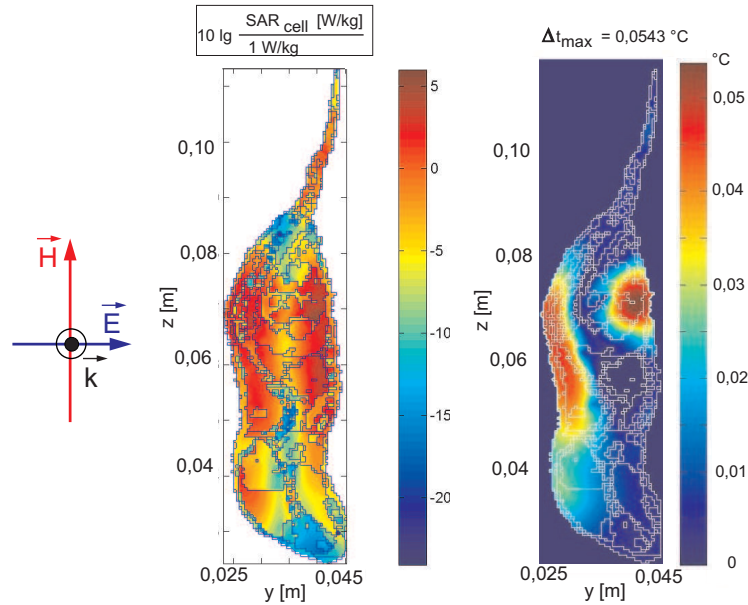 10 lg SAR cell [W/kg]
1 W/kg
Δt max = 0,0543 °C
H
E
k
z [m]
0,10
0,08
0,06
0,04
0,025
0,045
y [m]
5
0
-5
-10
-15
-20
z [m]
0,10
0,08
0,06
0,04
0,025
0,045
y [m]
°C
0,05
0,04
0,03
0,02
0,01
0